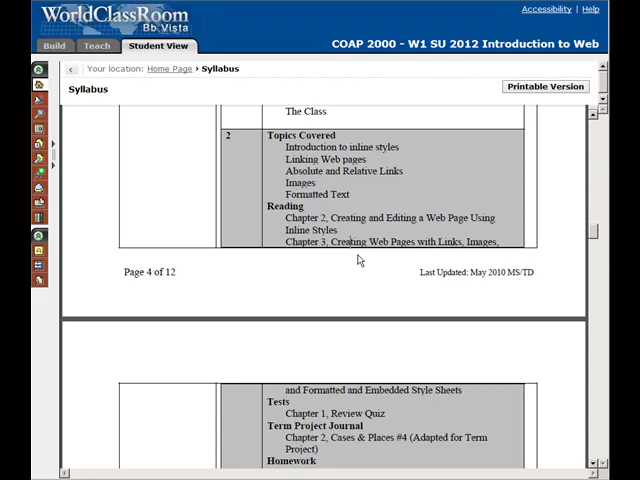 WorldClassRoom
Bb Vista
Accessibility | Help
Build
Teach
Student View
COAP 2000 - W1 SU 2012 Introduction to Web
Your location: Home Page › Syllabus
Syllabus
Printable Version
The Class
2
Topics Covered
Introduction to inline styles
Linking Web pages
Absolute and Relative Links
Images
Formatted Text
Reading
Chapter 2, Creating and Editing a Web Page Using
Inline Styles
Chapter 3, Creating Web Pages with Links, Images,
Page 4 of 12
Last Updated: May 2010 MS/TD
and Formatted and Embedded Style Sheets
Tests
Chapter 1, Review Quiz
Term Project Journal
Chapter 2, Cases & Places #4 (Adapted for Term
Project)
Homework